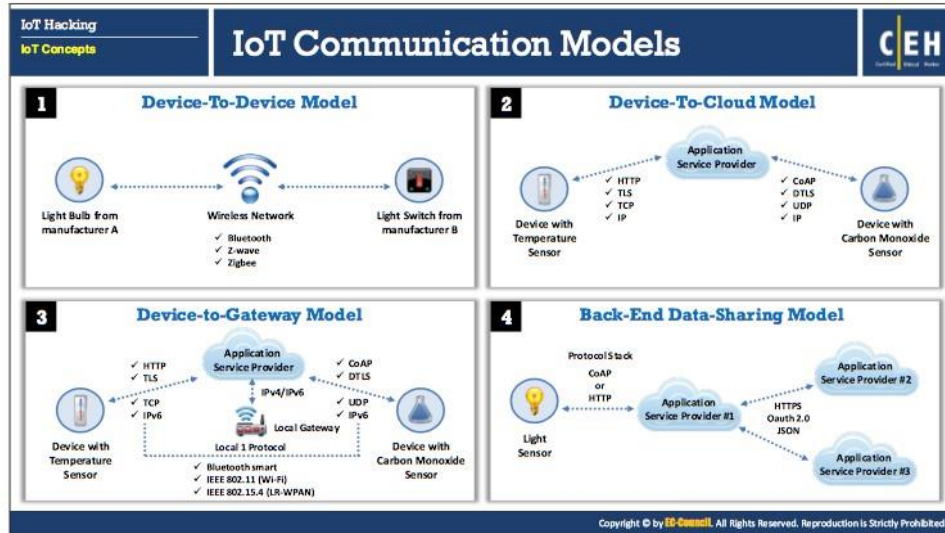 IoT Hacking
IoT Concepts
IoT Communication Models
C|EH
Certified Ethical Hacker
1
Device-To-Device Model
Light Bulb from
manufacturer A
Wireless Network
✓ Bluetooth
✓ Z-wave
✓ Zigbee
Light Switch from
manufacturer B
2
Device-To-Cloud Model
Application
Service Provider
✓ HTTP
✓ TLS
✓ TCP
✓ IP
✓ CoAP
✓ DTLS
✓ UDP
✓ IP
Device with
Temperature
Sensor
Device with
Carbon Monoxide
Sensor
3
Device-to-Gateway Model
Application
Service Provider
✓ HTTP
✓ TLS
✓ TCP
✓ IPv6
✓ CoAP
✓ DTLS
✓ UDP
✓ IPv6
IPv4/IPv6
Local Gateway
Local 1 Protocol
Device with
Temperature
Sensor
Device with
Carbon Monoxide
Sensor
✓ Bluetooth smart
✓ IEEE 802.11 (Wi-Fi)
✓ IEEE 802.15.4 (LR-WPAN)
4
Back-End Data-Sharing Model
Protocol Stack
CoAP
or
HTTP
Light
Sensor
Application
Service Provider #1
Application
Service Provider #2
HTTPS
Oauth 2.0
JSON
Application
Service Provider #3
Copyright © by EC-Council. All Rights Reserved. Reproduction is Strictly Prohibited.